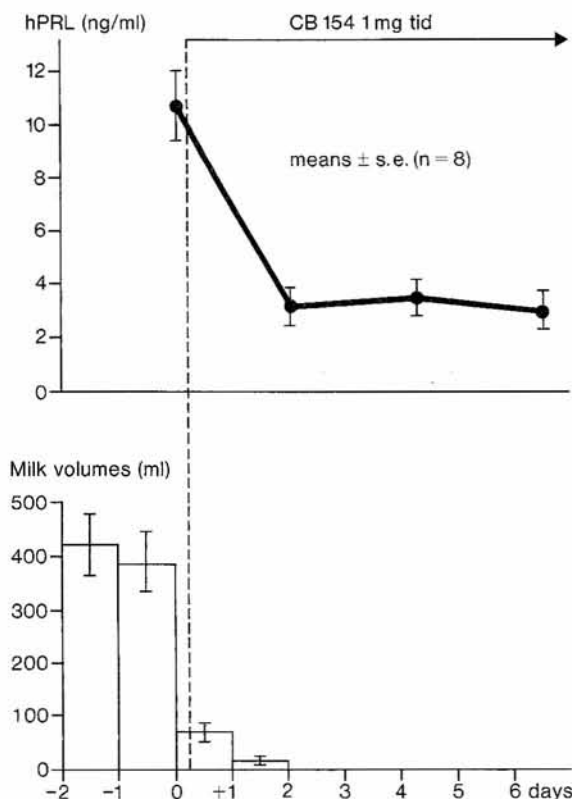 hPRL (ng/ml)
CB 154 1 mg tid
12
10
8
6
4
2
0
means ± s.e. (n = 8)
Milk volumes (ml)
500
400
300
200
100
0
-2 -1 0 +1 2 3 4 5 6 days